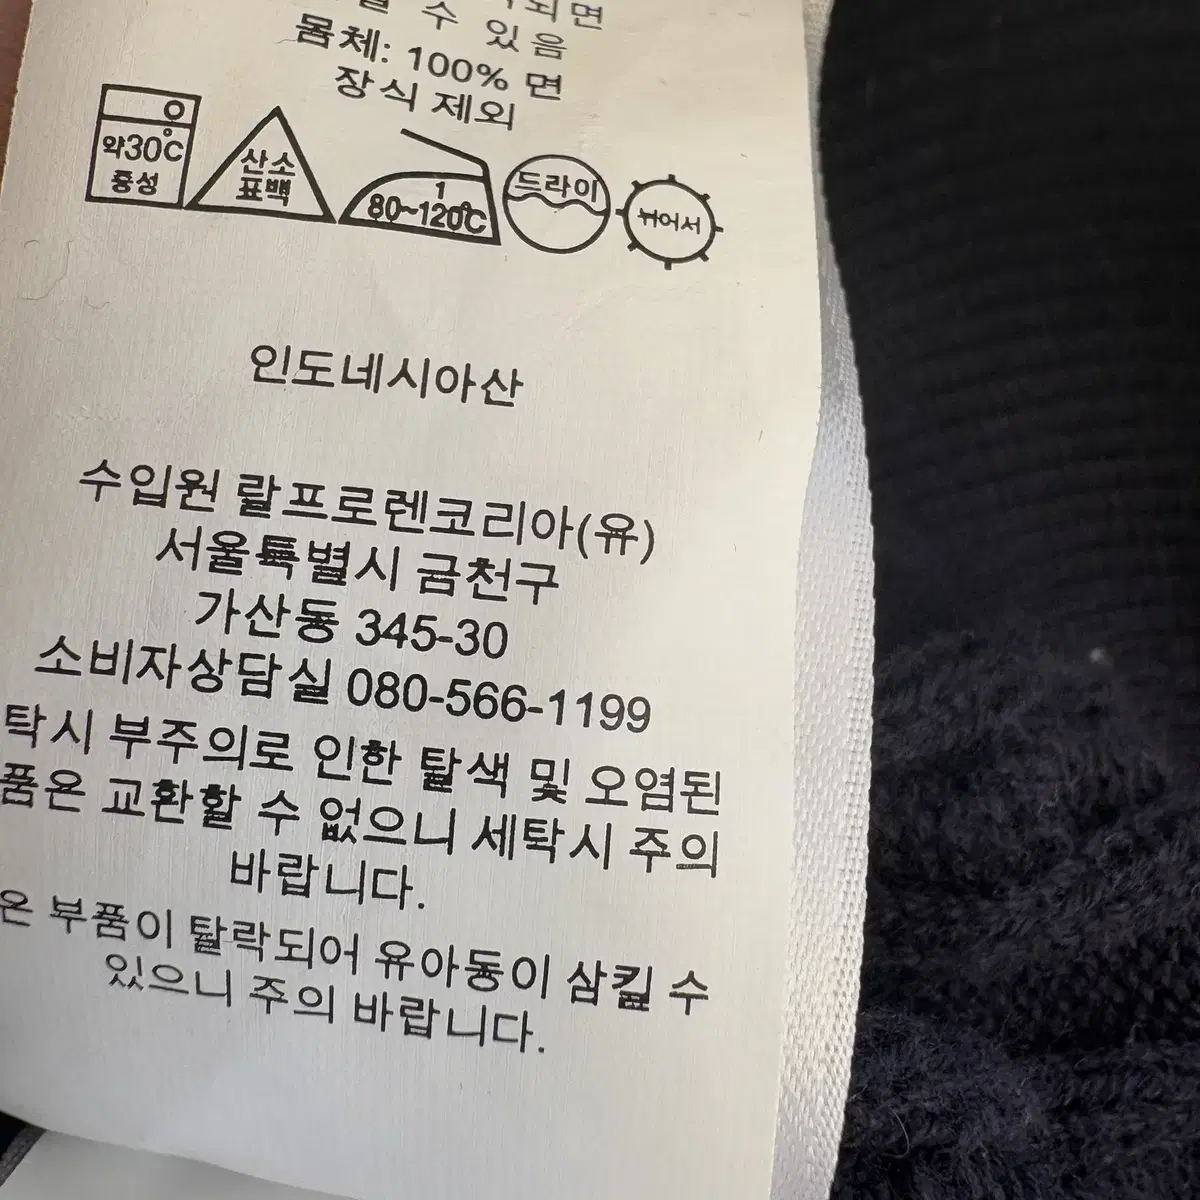 되면
수 있음
몸체: 100% 면
장식 제외
약30°C
중성
산소
표백
1
80~120°C
드라이
뉘어서
인도네시아산
수입원 랄프로렌코리아(유)
서울특별시 금천구
가산동 345-30
소비자상담실 080-566-1199
탁시 부주의로 인한 탈색 및 오염된
품은 교환할 수 없으니 세탁시 주의
바랍니다.
은 부품이 탈락되어 유아동이 삼킬 수
있으니 주의 바랍니다.